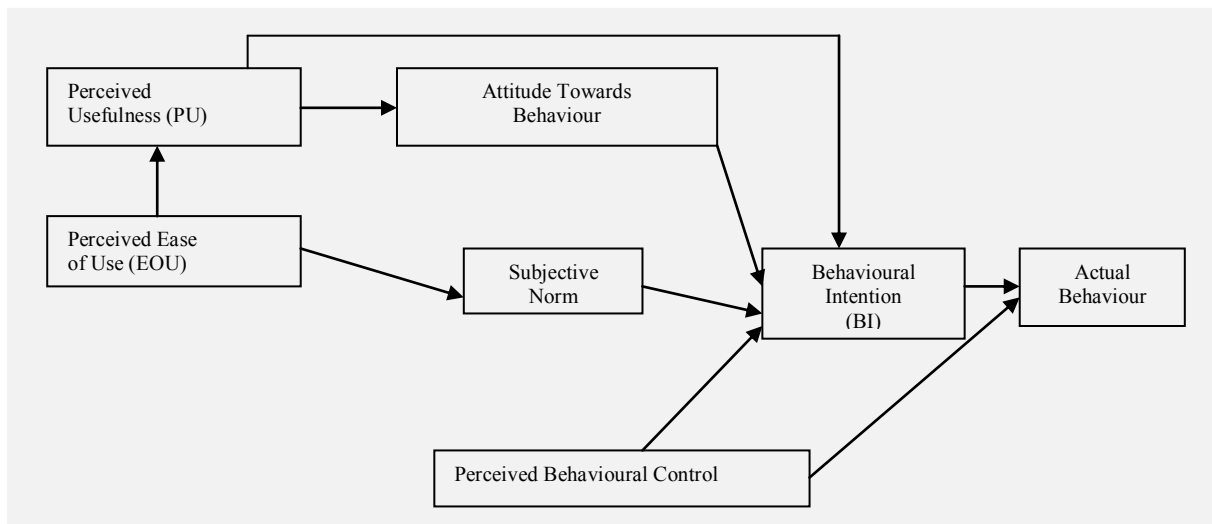 Perceived
Usefulness (PU)
Attitude Towards
Behaviour
Perceived Ease
of Use (EOU)
Subjective
Norm
Behavioural
Intention
(BI)
Actual
Behaviour
Perceived Behavioural Control